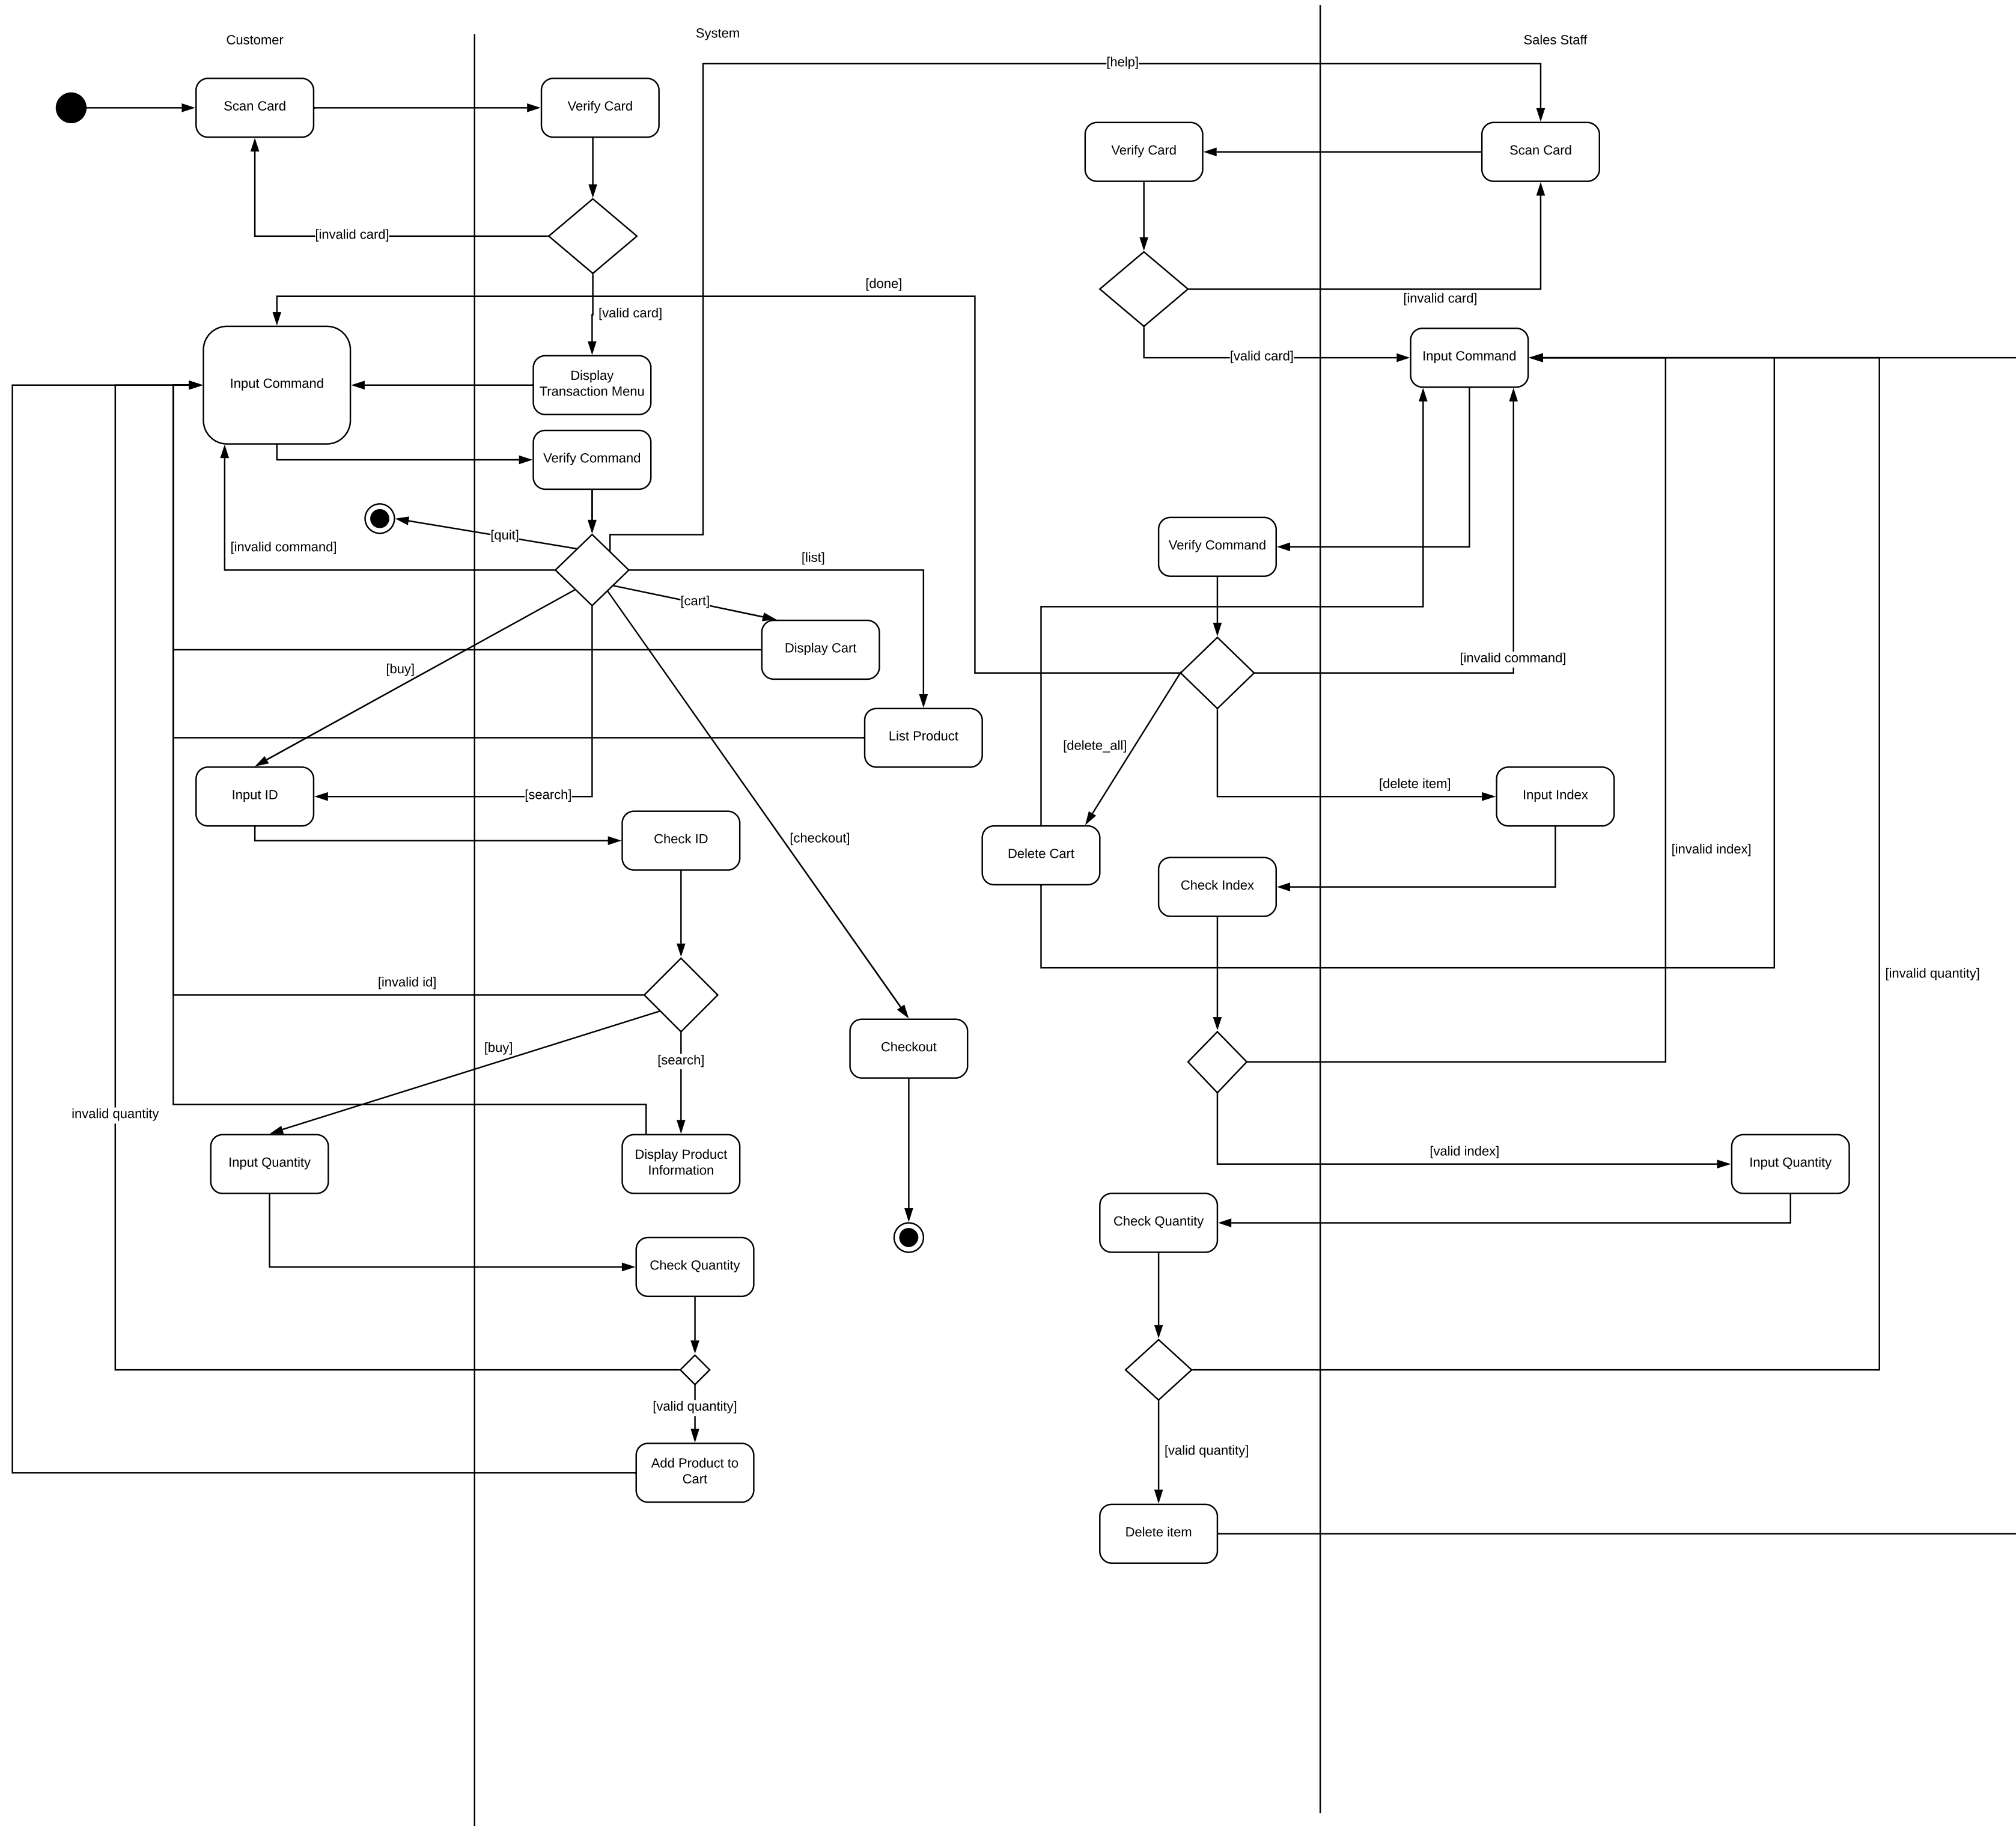 Customer
System
Sales Staff
[help]
Scan Card
Verify Card
Verify Card
Scan Card
[invalid card]
[done]
[invalid card]
[valid card]
Input Command
Display
Transaction Menu
[valid card]
Input Command
Verify Command
[quit]
[invalid command]
[list]
Verify Command
[cart]
Display Cart
[buy]
[invalid command]
List Product
[delete_all]
[delete item]
Input ID
[search]
Input Index
Check ID
[checkout]
Delete Cart
[invalid index]
Check Index
[invalid id]
[invalid quantity]
[buy]
[search]
Checkout
invalid quantity
Input Quantity
Display Product
Information
[valid index]
Input Quantity
Check Quantity
Check Quantity
[valid quantity]
[valid quantity]
Add Product to
Cart
Delete item